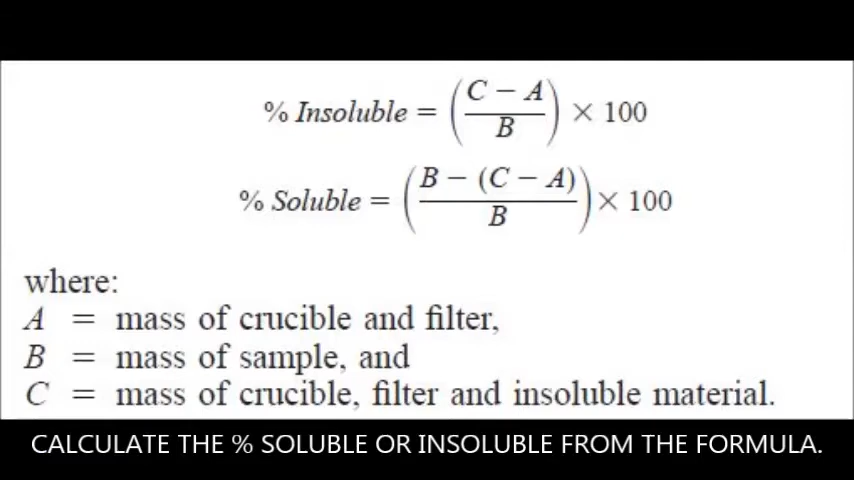 % Insoluble = ((C − A)/B) × 100
% Soluble = ((B − (C − A))/B) × 100
where:
A = mass of crucible and filter,
B = mass of sample, and
C = mass of crucible, filter and insoluble material.
CALCULATE THE % SOLUBLE OR INSOLUBLE FROM THE FORMULA.